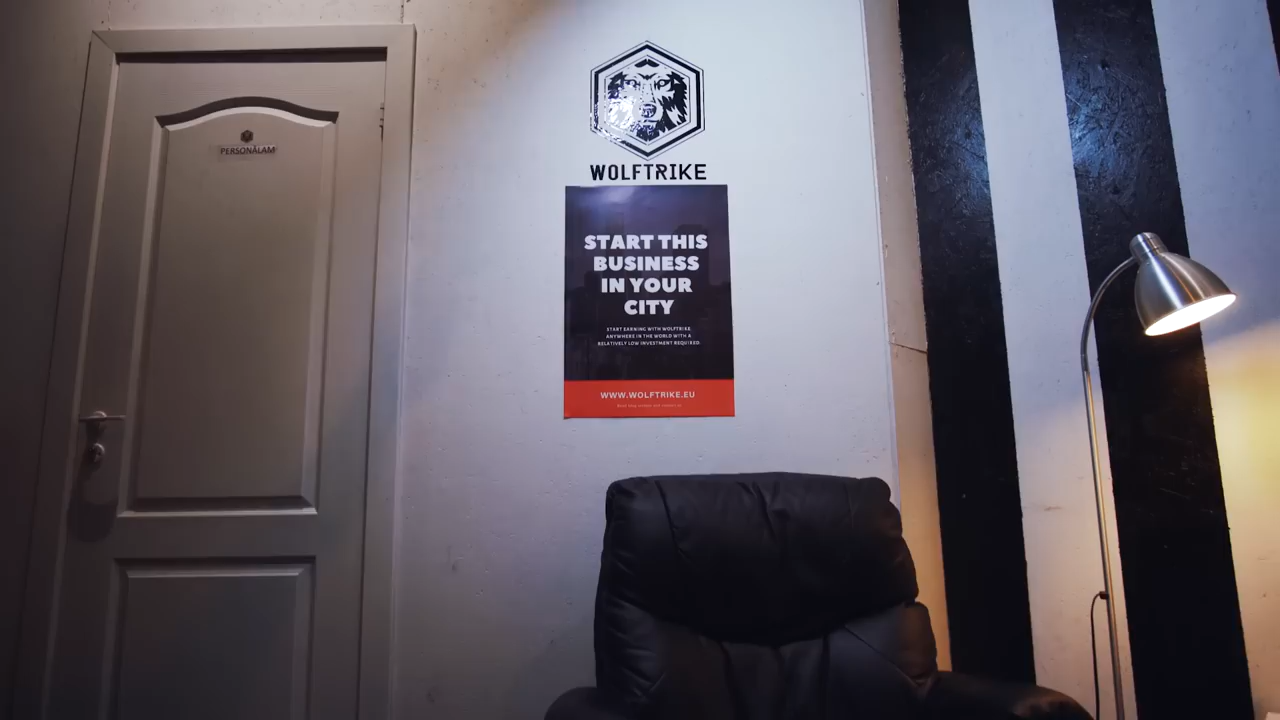 PERSONĀLAM
WOLFTRIKE
START THIS
BUSINESS
IN YOUR
CITY
START EARNING WITH WOLFTRIKE
ANYWHERE IN THE WORLD WITH A
RELATIVELY LOW INVESTMENT REQUIRED.
WWW.WOLFTRIKE.EU